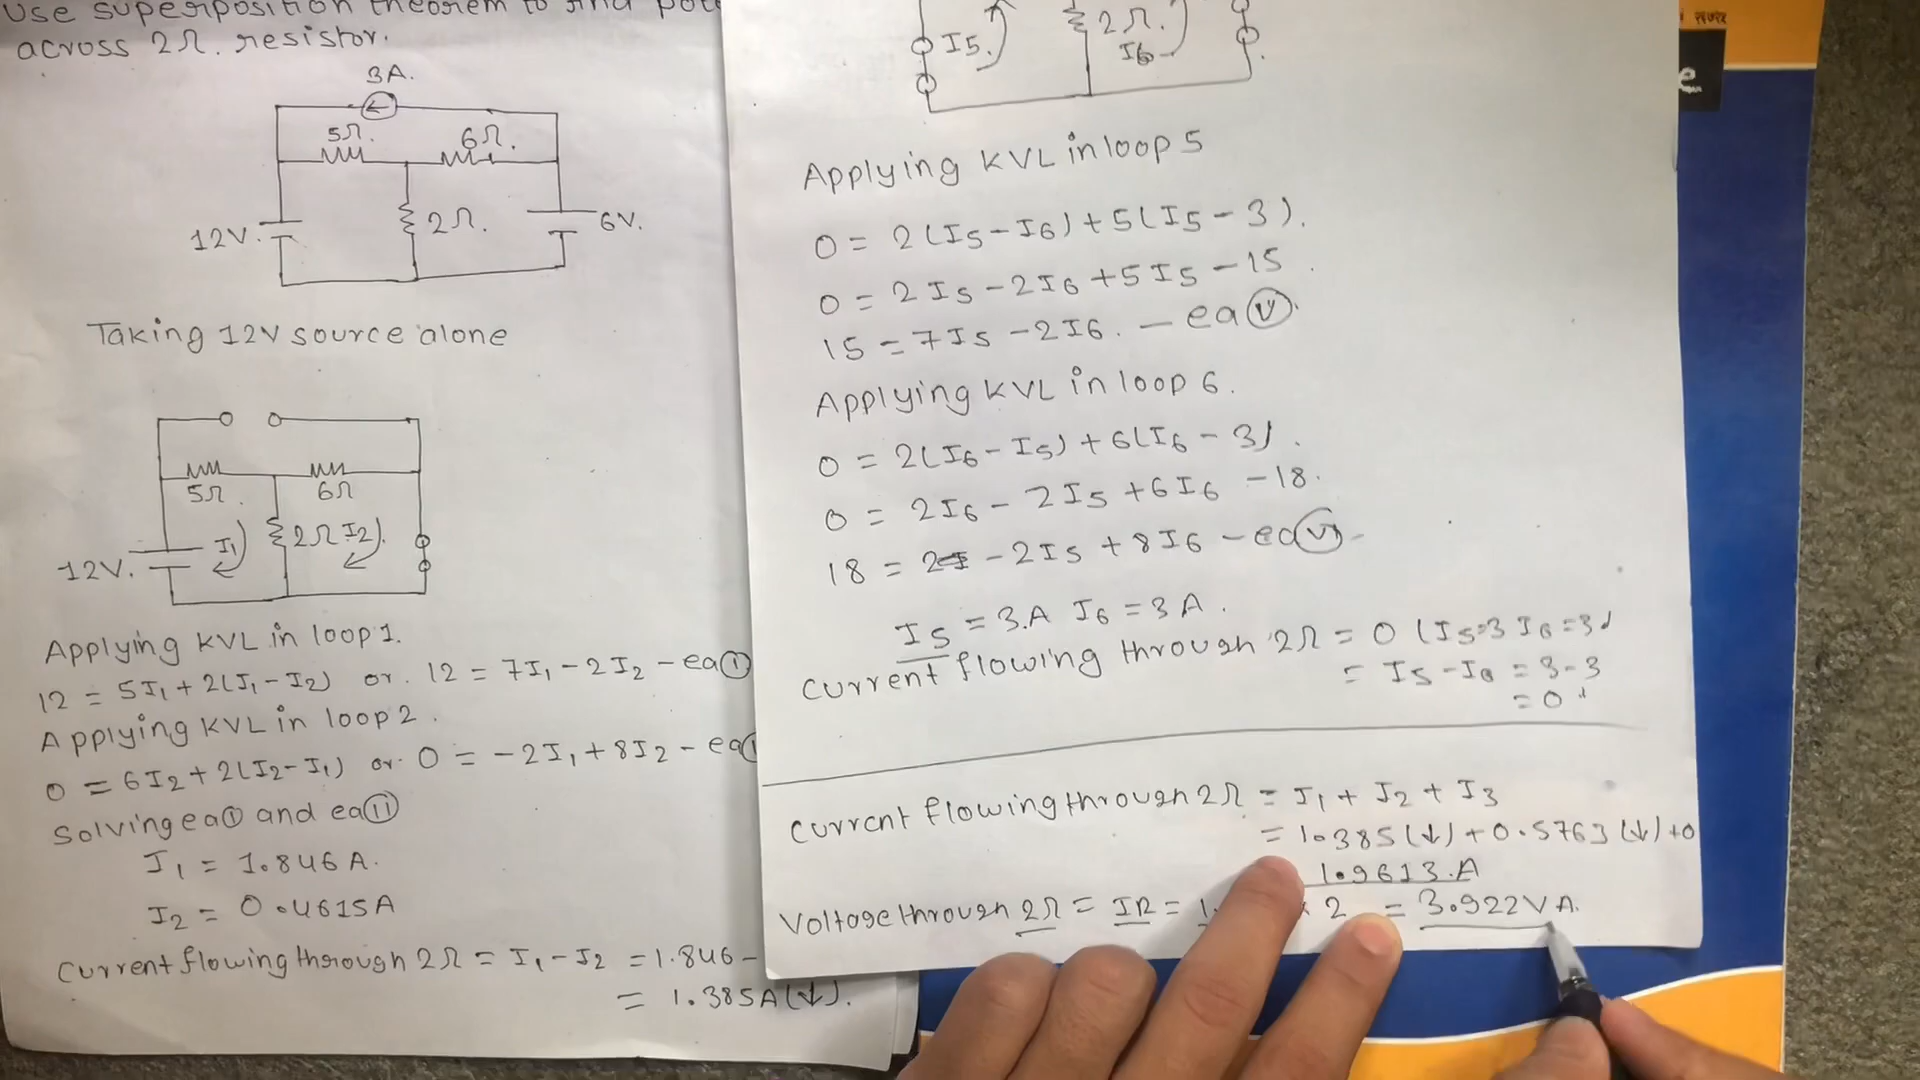 use superposition theorem to find
across 2Ω. resistor.
3A.
5Ω. 6Ω.
12V. 2Ω. 6V.
Taking 12V source alone
5Ω. 6Ω
I1 2Ω I2
12V.
Applying KVL in loop 1.
12 = 5I1 + 2(I1 - I2) or. 12 = 7I1 - 2I2 - eq(i)
Applying KVL in loop 2.
0 = 6I2 + 2(I2 - I1) or. 0 = -2I1 + 8I2 - eq
Solving eq(i) and eq(ii)
I1 = 1.846 A.
I2 = 0.4615A
Current flowing through 2Ω = I1 - I2 = 1.846 -
= 1.385A(↓).
I5. 2Ω. I6
Applying KVL in loop 5
0 = 2(I5 - I6) + 5(I5 - 3).
0 = 2I5 - 2I6 + 5I5 - 15
15 = 7I5 - 2I6. - eq(v).
Applying KVL in loop 6.
0 = 2(I6 - I5) + 6(I6 - 3).
0 = 2I6 - 2I5 + 6I6 - 18.
18 = - 2I5 + 8I6 - eq(vi)
I5 = 3.A I6 = 3A.
Current flowing through 2Ω = 0 (I5=3 I6=3)
= I5 - I6 = 3-3
= 0
Current flowing through 2Ω = I1 + I2 + I3
= 1.385(↓) + 0.5763(↓) + 0
1.9613.A
Voltage through 2Ω = IR = 1. × 2 = 3.922V A.